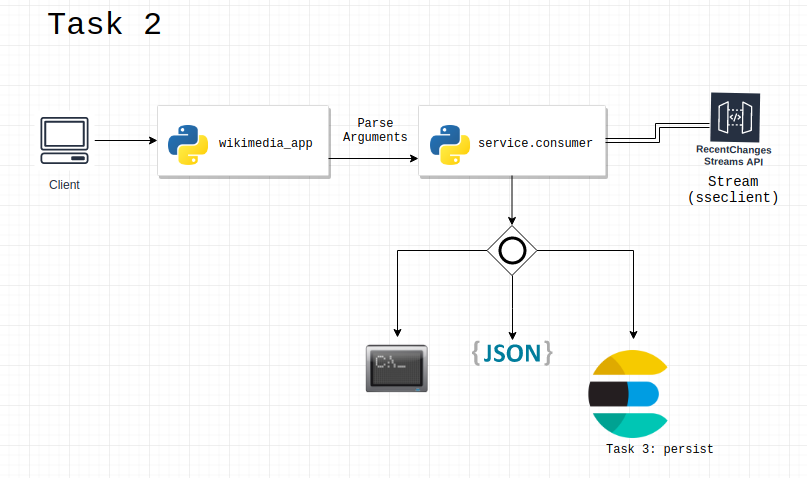 Task 2
Client
wikimedia_app
Parse
Arguments
service.consumer
</>
RecentChanges
Streams API
Stream
(sseclient)
C:\_
{JSON}
Task 3: persist